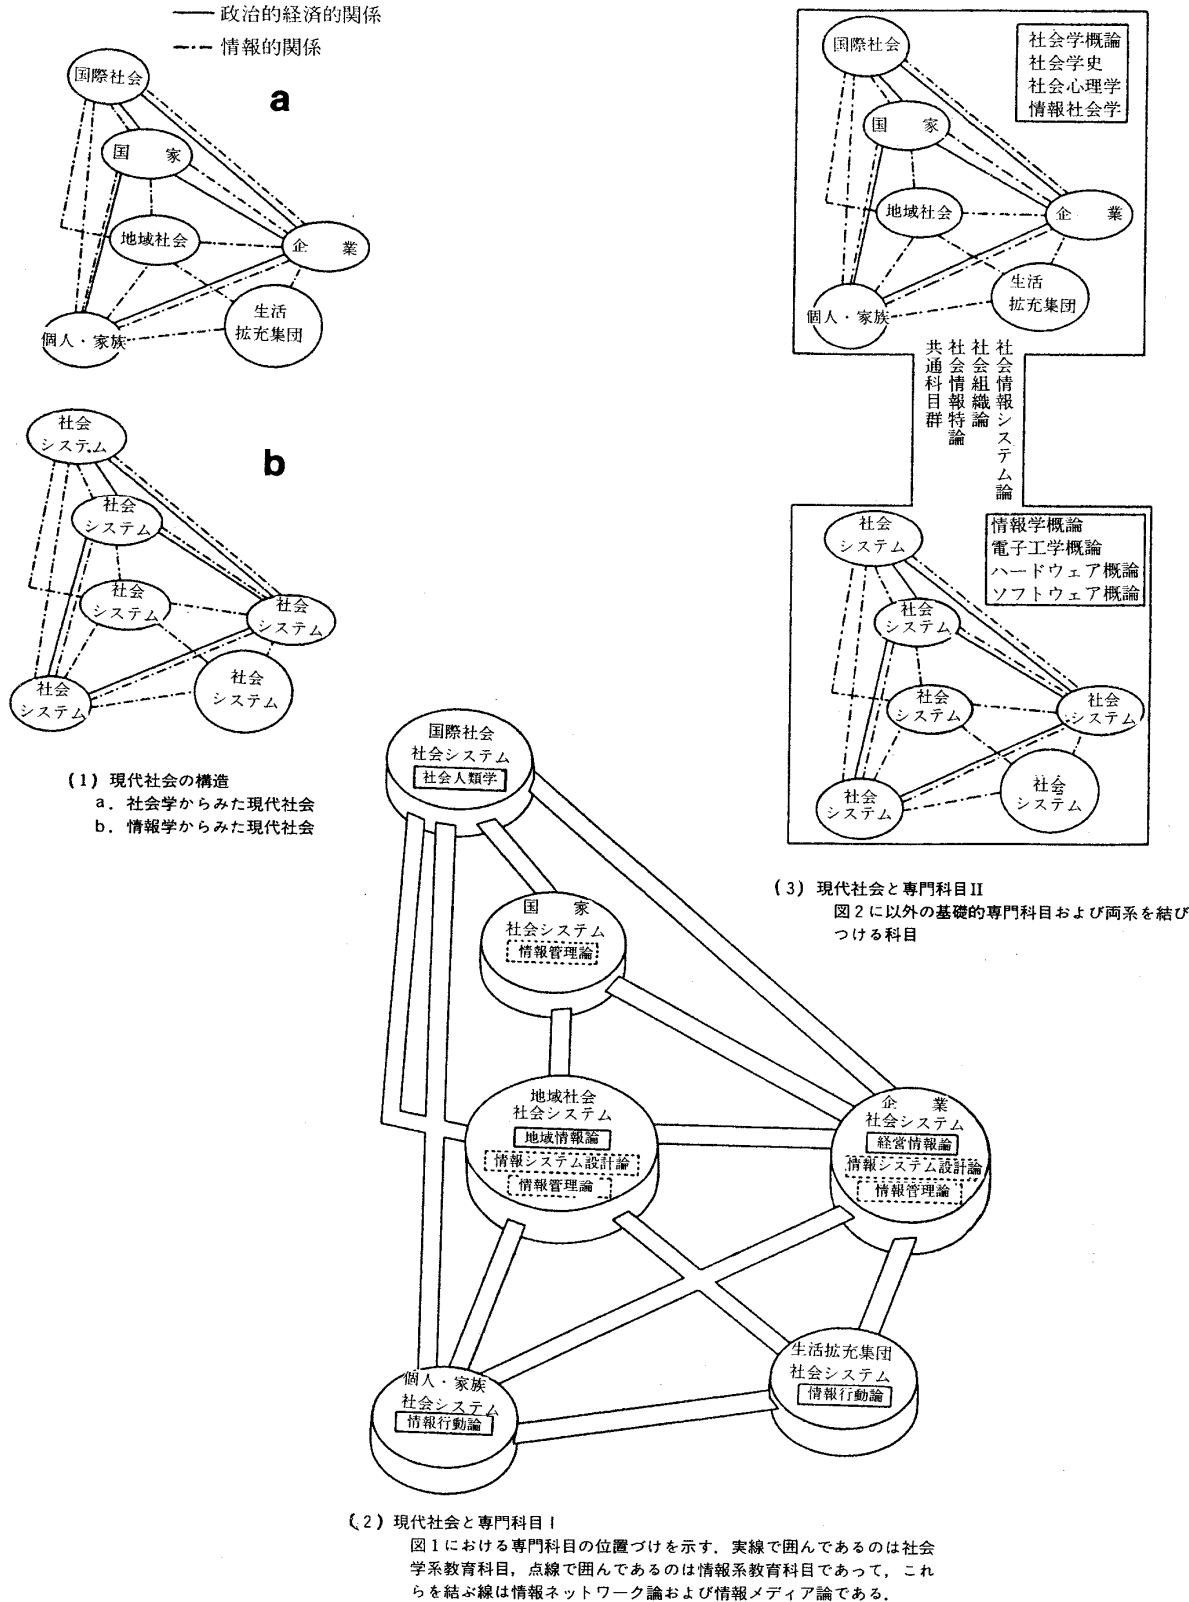 政治的経済的関係
情報的関係
a
国際社会
国 家
地域社会
企 業
生活
拡充集団
個人・家族
b
社会
システム
社会
システム
社会
システム
社会
システム
社会
システム
社会
システム
(1) 現代社会の構造
a. 社会学からみた現代社会
b. 情報学からみた現代社会
国際社会
社会学概論
社会学史
社会心理学
情報社会学
国 家
地域社会
企 業
生活
拡充集団
個人・家族
社会情報システム論
社会組織論
社会情報特論
共通科目群
社会
システム
情報学概論
電子工学概論
ハードウェア概論
ソフトウェア概論
社会
システム
社会
システム
社会
システム
社会
システム
社会
システム
(3) 現代社会と専門科目II
図2に以外の基礎的専門科目および両系を結び
つける科目
国際社会
社会システム
社会人類学
国 家
社会システム
情報管理論
地域社会
社会システム
地域情報論
情報システム設計論
情報管理論
企 業
社会システム
経営情報論
情報システム設計論
情報管理論
生活拡充集団
社会システム
情報行動論
個人・家族
社会システム
情報行動論
(2) 現代社会と専門科目I
図1における専門科目の位置づけを示す. 実線で囲んであるのは社会
学系教育科目, 点線で囲んであるのは情報系教育科目であって, これ
らを結ぶ線は情報ネットワーク論および情報メディア論である.